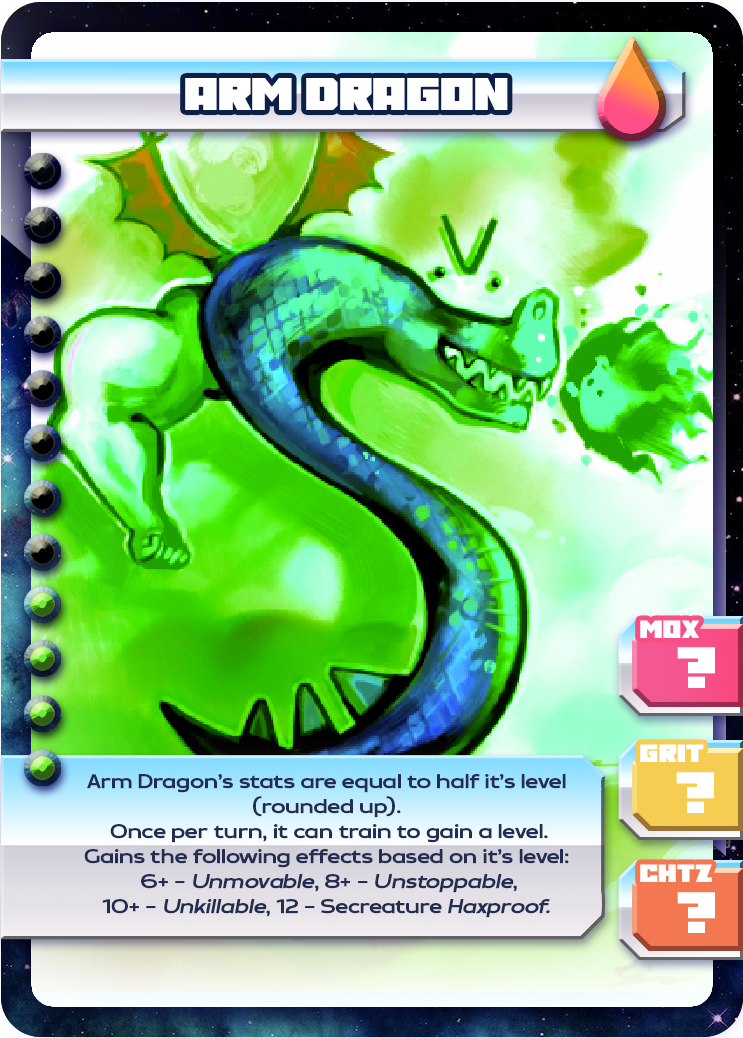 ARM DRAGON
MOX
?
GRIT
?
CHTZ
?
Arm Dragon's stats are equal to half it's level
(rounded up).
Once per turn, it can train to gain a level.
Gains the following effects based on it's level:
6+ - Unmovable, 8+ - Unstoppable,
10+ - Unkillable, 12 - Secreature Haxproof.